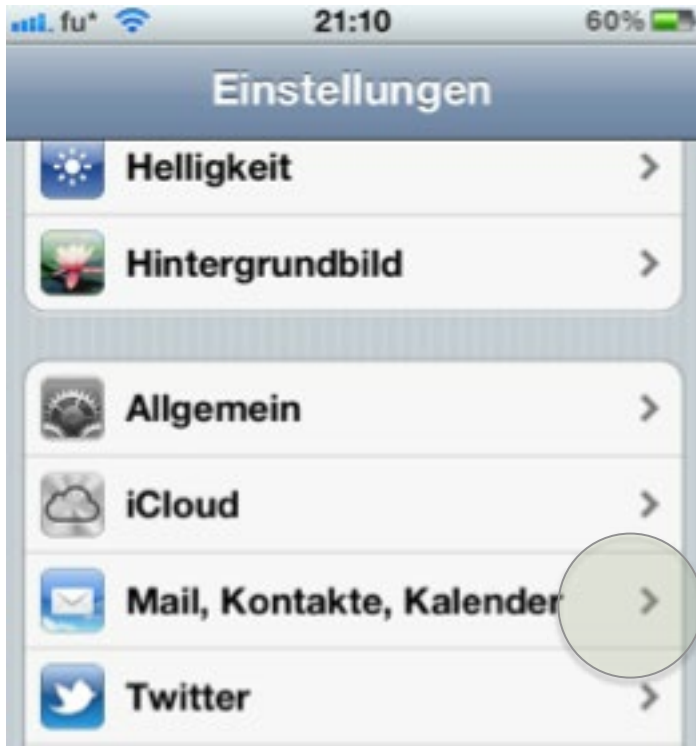 fu* 21:10 60%
Einstellungen
Helligkeit
Hintergrundbild
Allgemein
iCloud
Mail, Kontakte, Kalender
Twitter